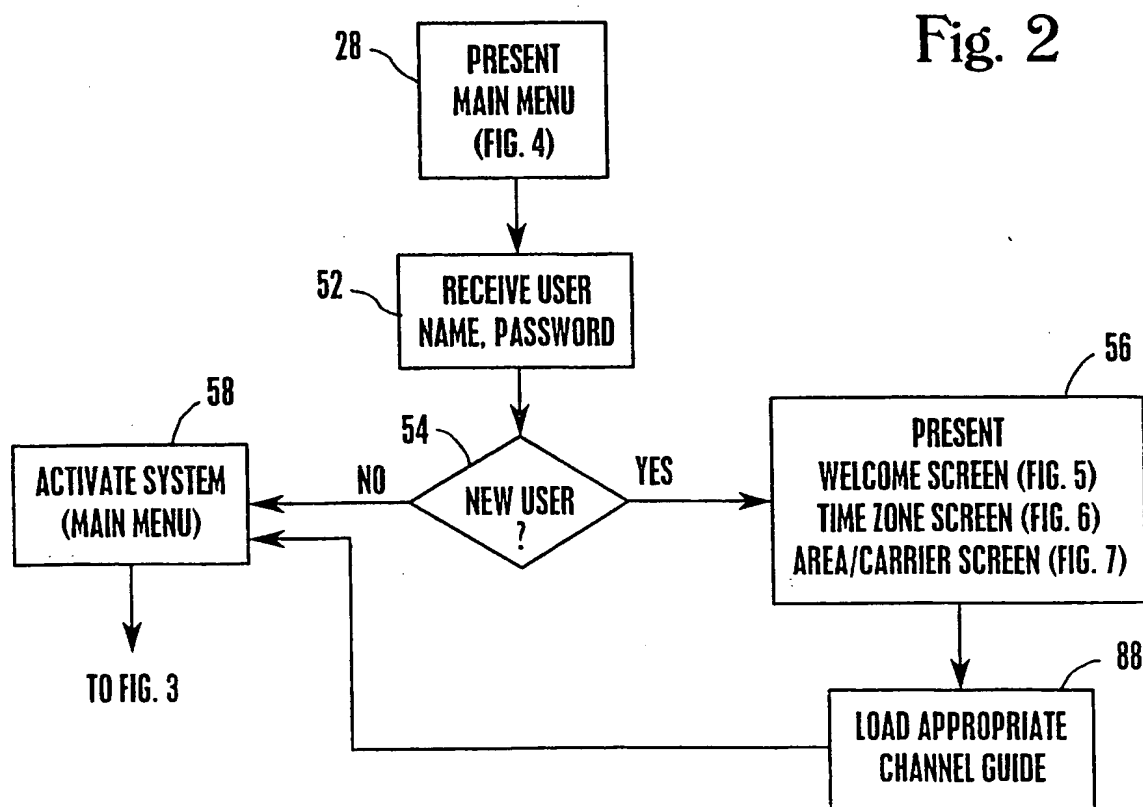 Fig. 2
28
PRESENT
MAIN MENU
(FIG. 4)
52
RECEIVE USER
NAME, PASSWORD
54
NEW USER
?
NO
YES
58
ACTIVATE SYSTEM
(MAIN MENU)
TO FIG. 3
56
PRESENT
WELCOME SCREEN (FIG. 5)
TIME ZONE SCREEN (FIG. 6)
AREA/CARRIER SCREEN (FIG. 7)
88
LOAD APPROPRIATE
CHANNEL GUIDE